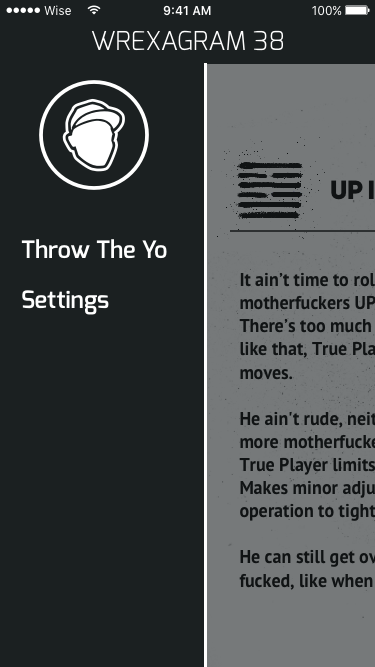 Wise 9:41 AM 100%
WREXAGRAM 38
Throw The Yo
Settings
UP I
It ain't time to rol
motherfuckers UP
There's too much
like that, True Pla
moves.
He ain't rude, neit
more motherfucke
True Player limits
Makes minor adju
operation to tight
He can still get ov
fucked, like when